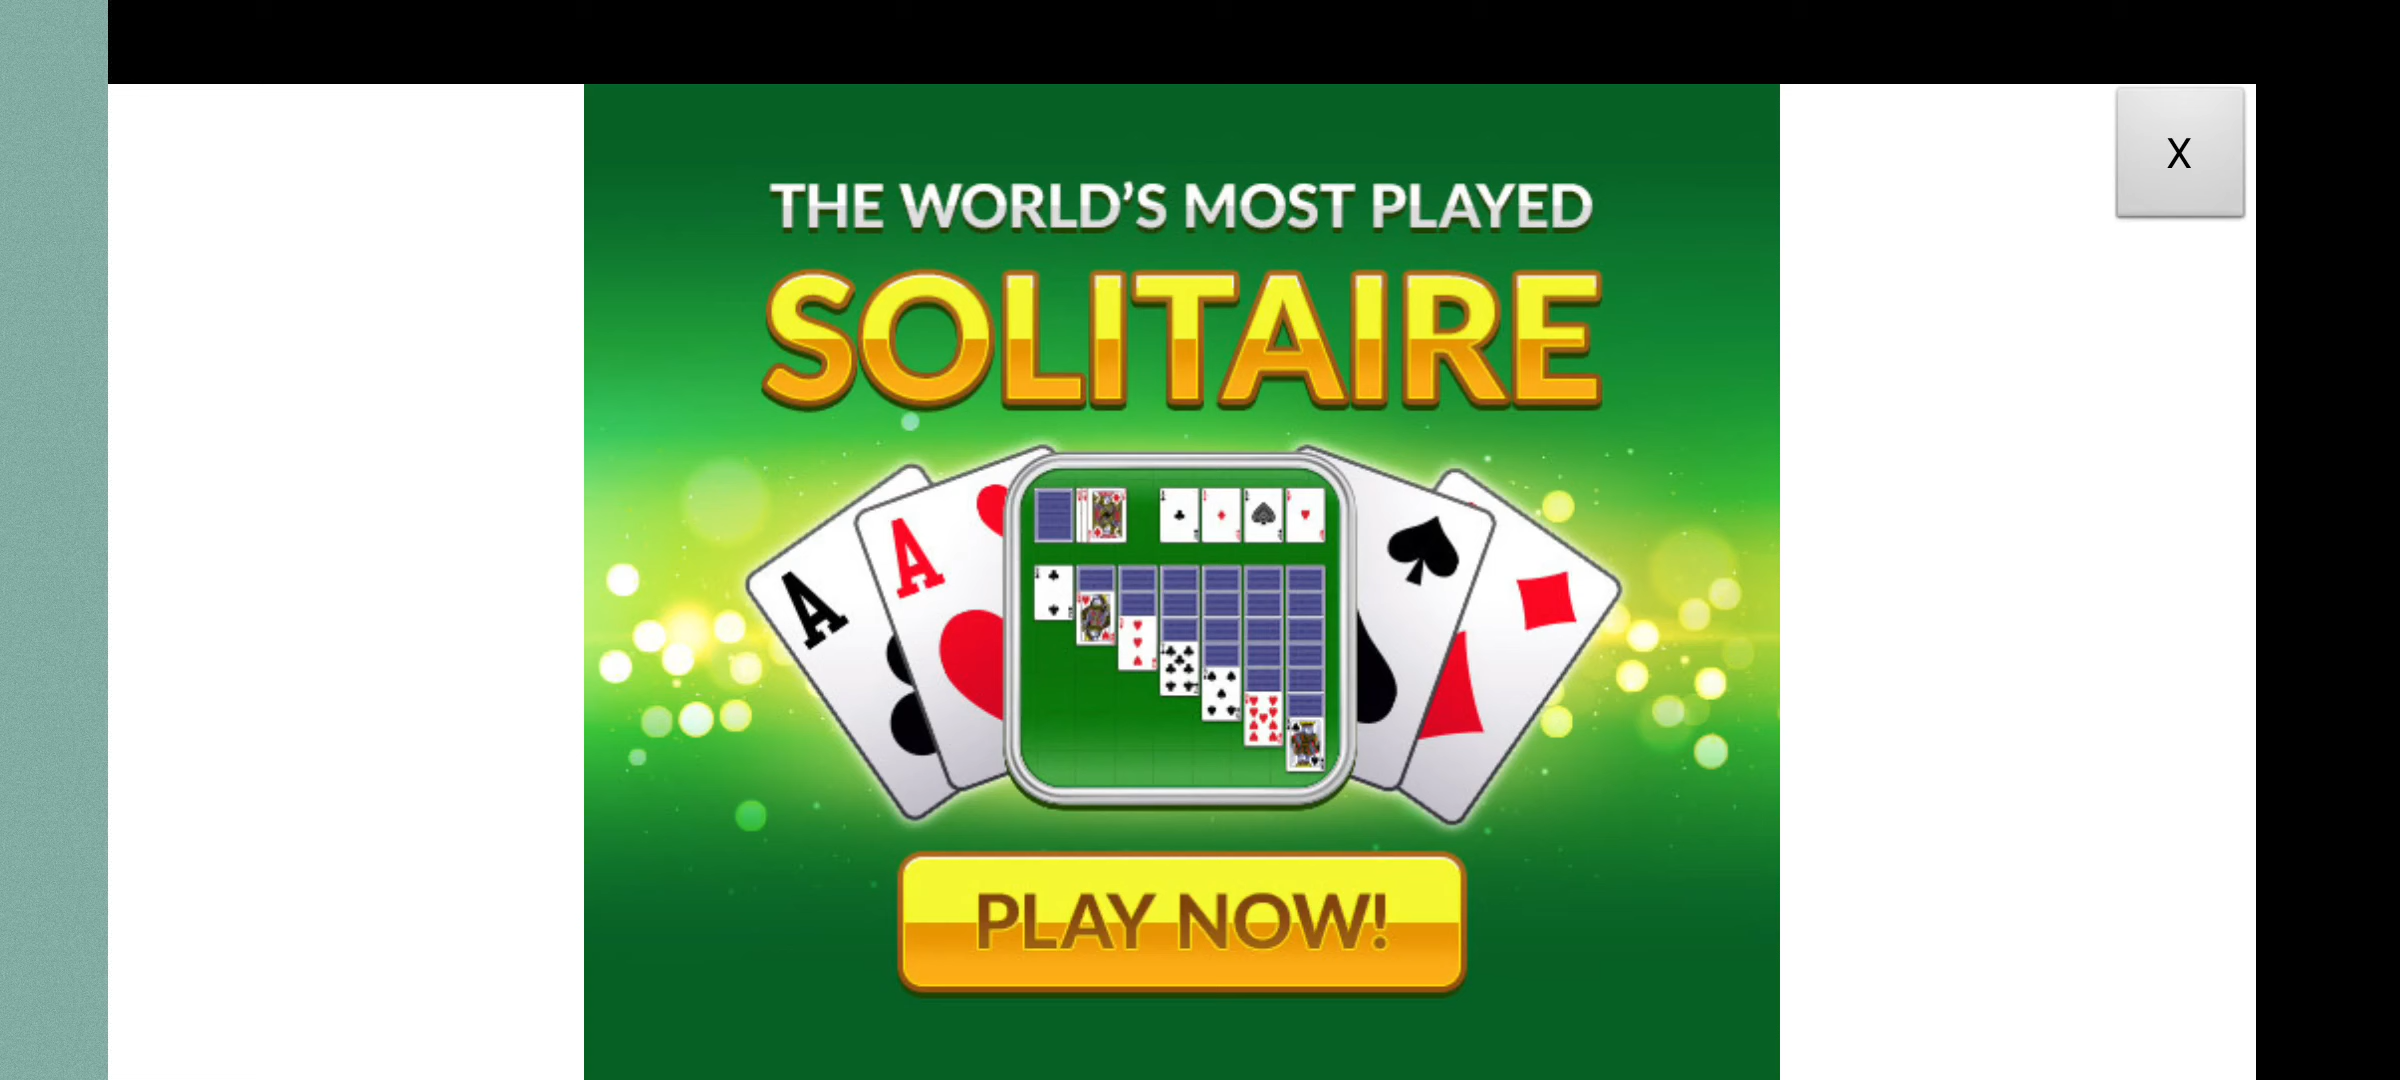 X
THE WORLD'S MOST PLAYED
SOLITAIRE
A
A
PLAY NOW!